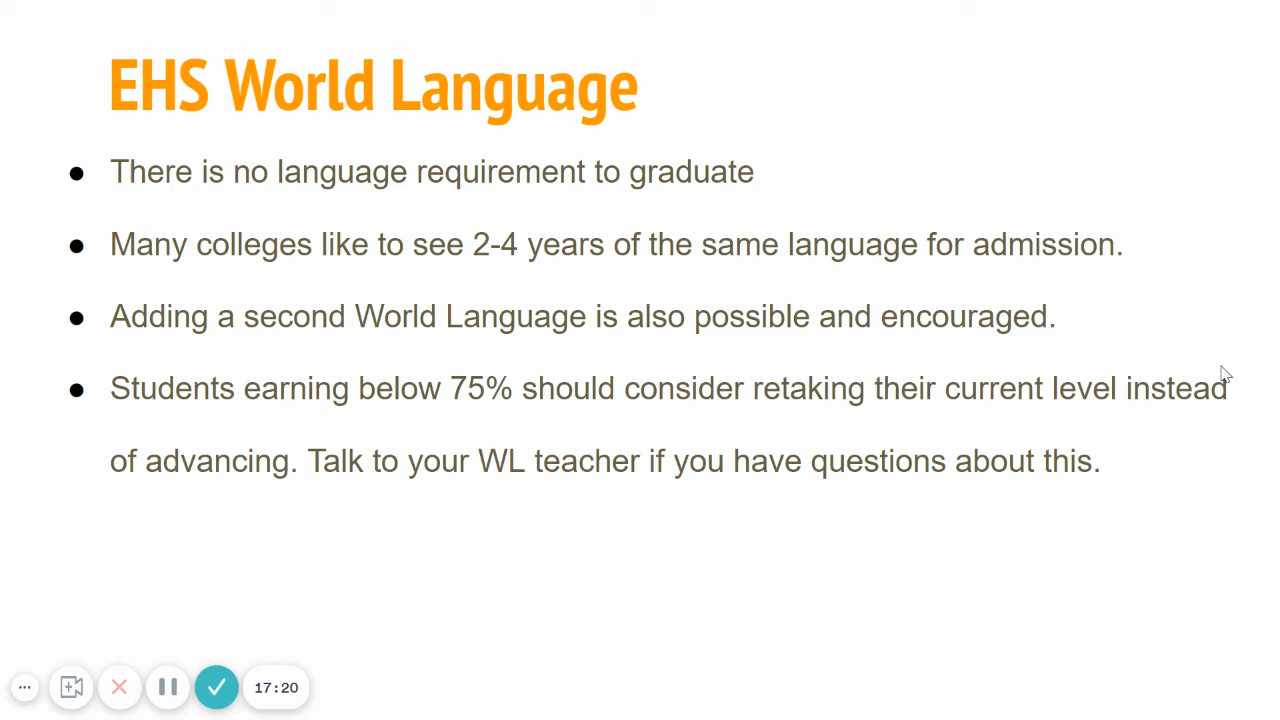 EHS World Language
● There is no language requirement to graduate
● Many colleges like to see 2-4 years of the same language for admission.
● Adding a second World Language is also possible and encouraged.
● Students earning below 75% should consider retaking their current level instead
of advancing. Talk to your WL teacher if you have questions about this.
17:20